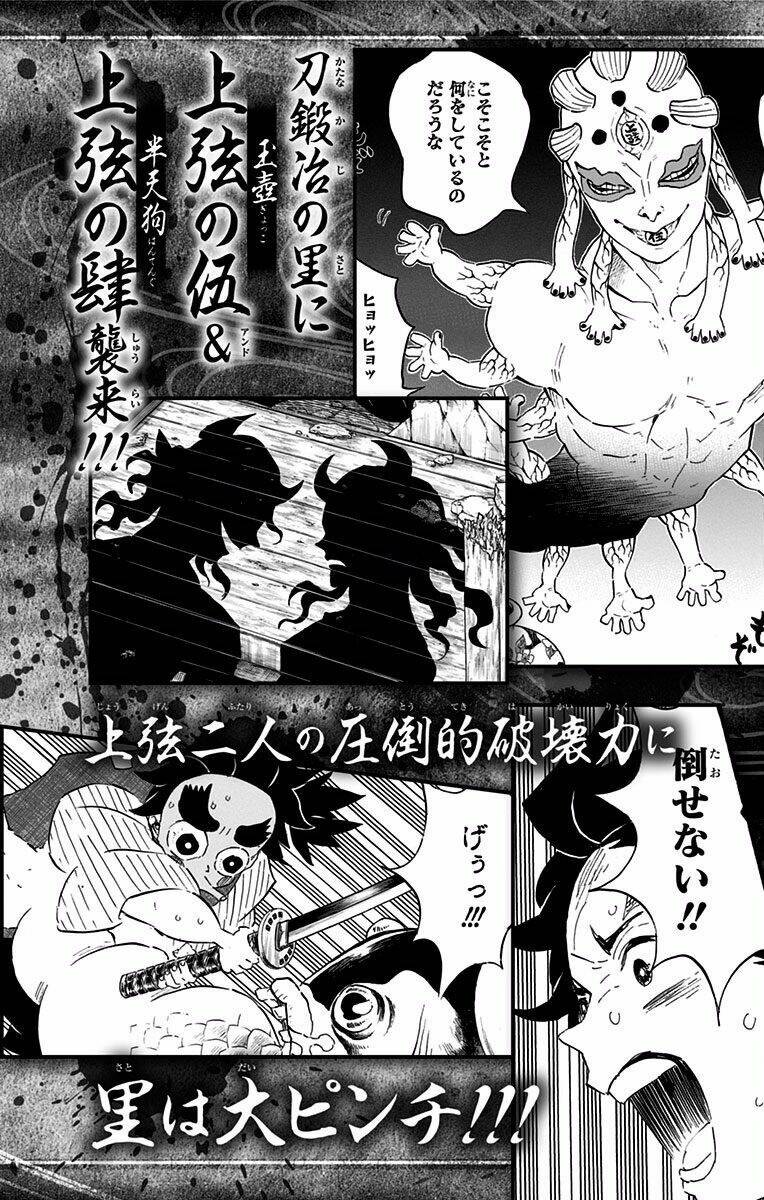 こそこそと
何をしているの
だろうな
ヒョッヒョッ
刀鍛冶の里に
玉壺
上弦の伍&
半天狗
上弦の肆襲来!!!
上弦二人の圧倒的破壊力に
倒せない!!
げぅっ!!!
里は大ピンチ!!!